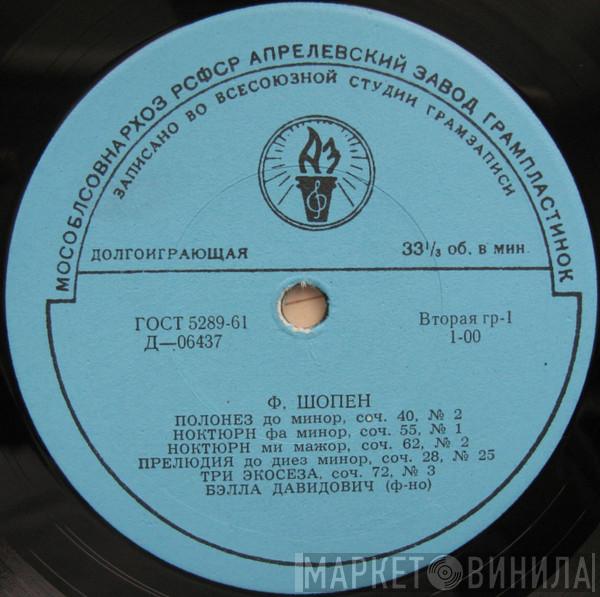 МОСОБЛСОВНАРХОЗ РСФСР АПРЕЛЕВСКИЙ ЗАВОД ГРАМПЛАСТИНОК
ЗАПИСАНО ВО ВСЕСОЮЗНОЙ СТУДИИ ГРАМЗАПИСИ
АЗ
ДОЛГОИГРАЮЩАЯ 33⅓ об. в мин.
ГОСТ 5289-61 Вторая гр-1
Д—06437 1-00
Ф. ШОПЕН
ПОЛОНЕЗ до минор, соч. 40, № 2
НОКТЮРН фа минор, соч. 55, № 1
НОКТЮРН ми мажор, соч. 62, № 2
ПРЕЛЮДИЯ до диез минор, соч. 28, № 25
ТРИ ЭКОСЕЗА, соч. 72, № 3
БЭЛЛА ДАВИДОВИЧ (ф-но)
МАРКЕТ ВИНИЛА